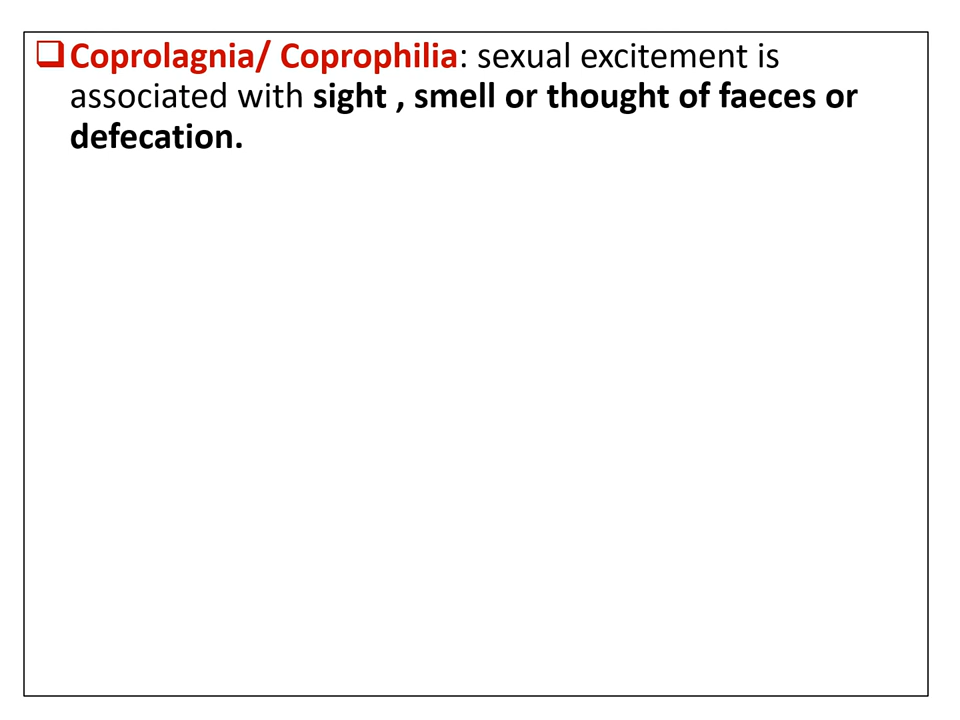 ❑Coprolagnia/ Coprophilia: sexual excitement is
associated with sight , smell or thought of faeces or
defecation.